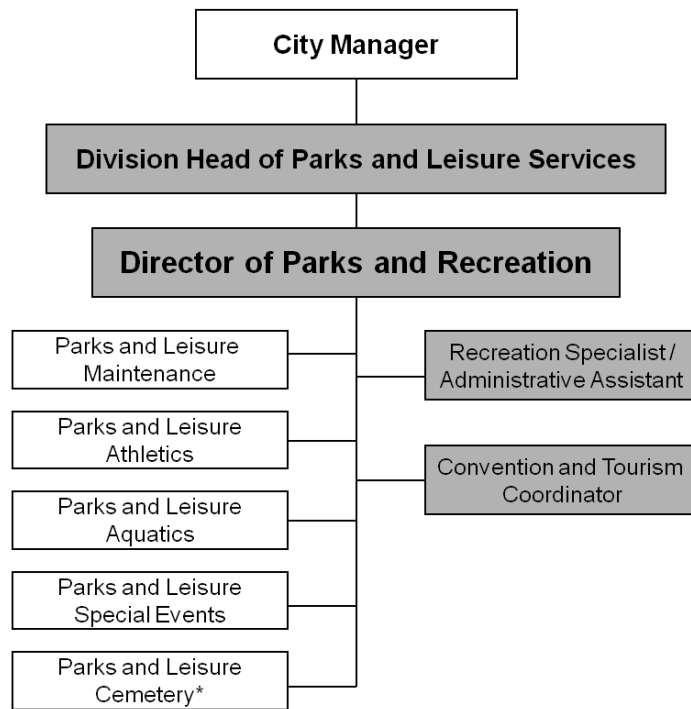 City Manager
Division Head of Parks and Leisure Services
Director of Parks and Recreation
Parks and Leisure
Maintenance
Parks and Leisure
Athletics
Parks and Leisure
Aquatics
Parks and Leisure
Special Events
Parks and Leisure
Cemetery*
Recreation Specialist /
Administrative Assistant
Convention and Tourism
Coordinator